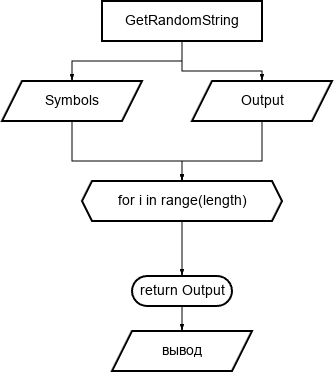 GetRandomString
Symbols
Output
for i in range(length)
return Output
вывод